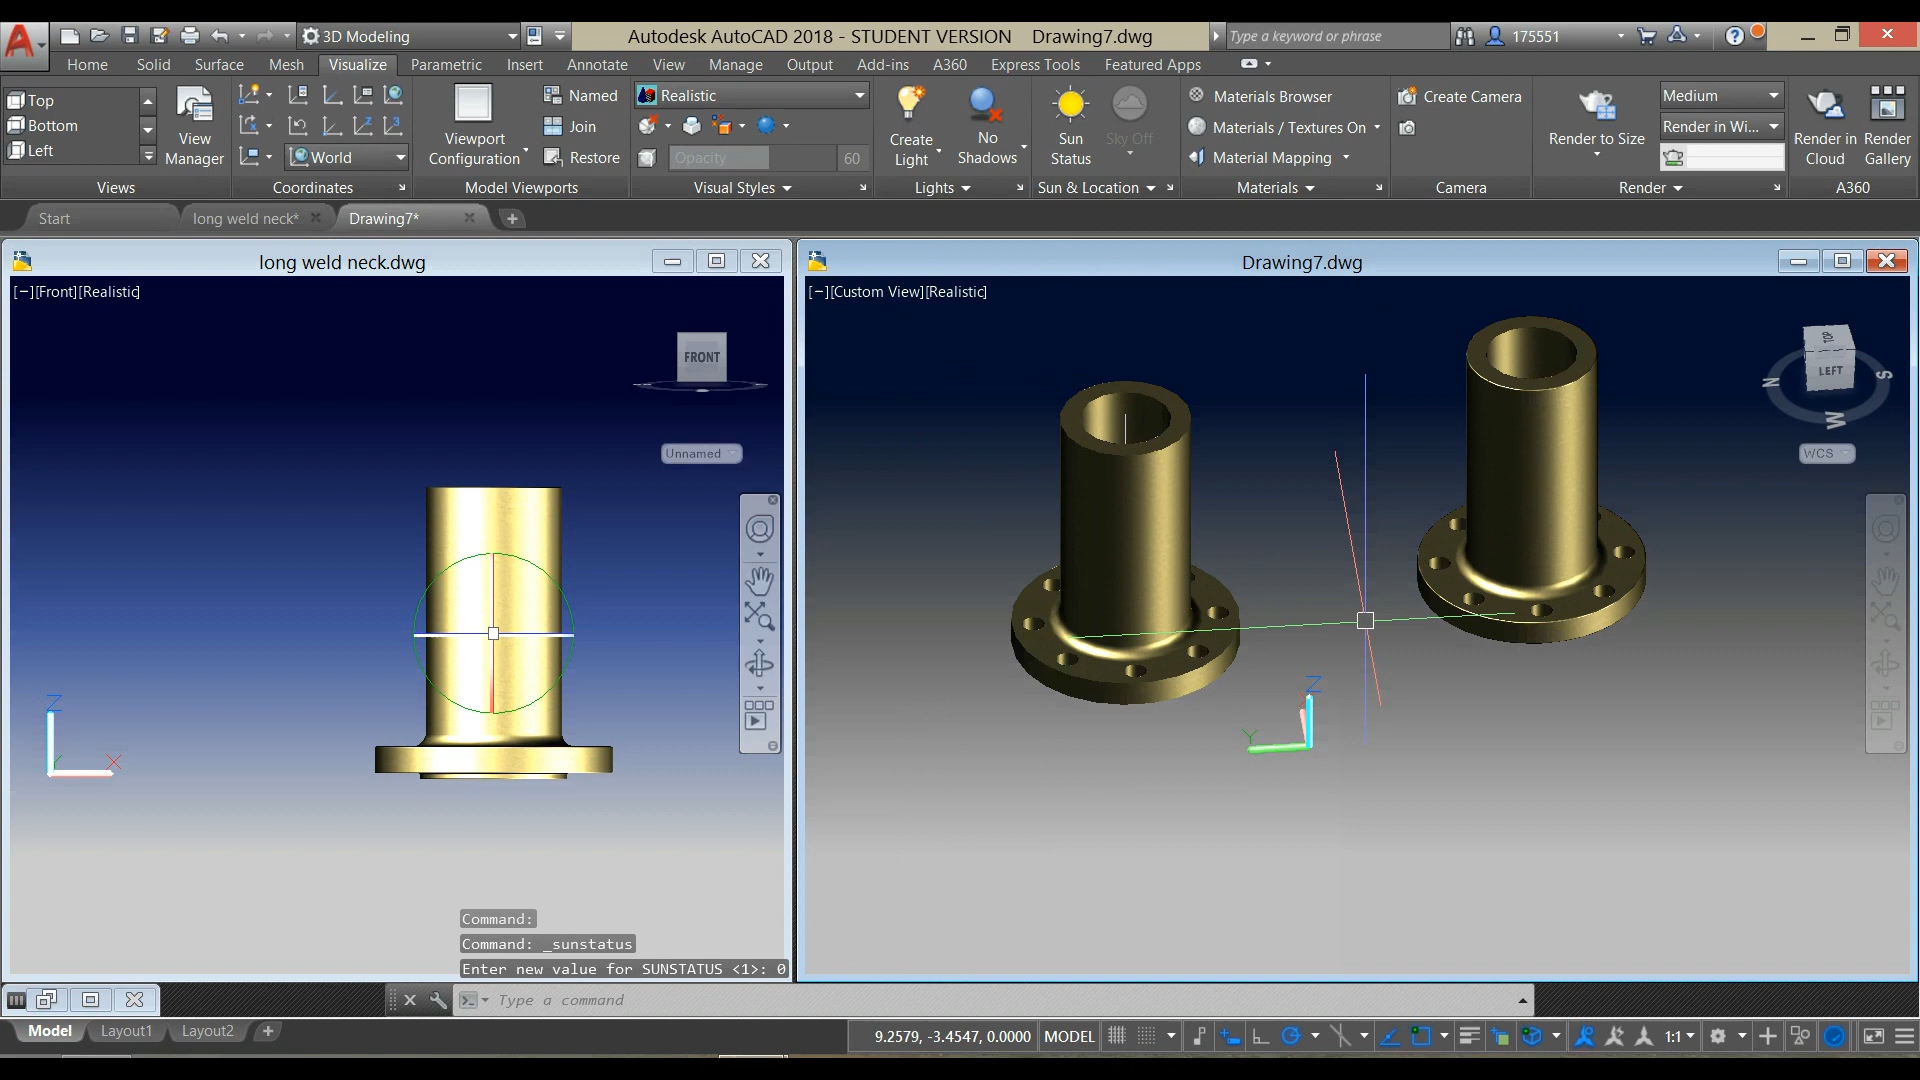 3D Modeling
Autodesk AutoCAD 2018 - STUDENT VERSION Drawing7.dwg
Type a keyword or phrase
175551
Home Solid Surface Mesh Visualize Parametric Insert Annotate View Manage Output Add-ins A360 Express Tools Featured Apps
Top
Bottom
Left
View
Manager
Views
World
Coordinates
Viewport
Configuration
Named
Join
Restore
Model Viewports
Realistic
Opacity 60
Visual Styles
Create
Light
No
Shadows
Lights
Sun
Status
Sky Off
Sun & Location
Materials Browser
Materials / Textures On
Material Mapping
Materials
Create Camera
Camera
Render to Size
Medium
Render in Wi...
Render
Render in
Cloud
Render
Gallery
A360
Start
long weld neck*
Drawing7*
long weld neck.dwg
[−][Front][Realistic]
FRONT
Unnamed
Z
Y
X
Command:
Command: _sunstatus
Enter new value for SUNSTATUS <1>: 0
Drawing7.dwg
[−][Custom View][Realistic]
TOP
LEFT
N
S
W
WCS
Z
Y
Type a command
Model
Layout1
Layout2
9.2579, -3.4547, 0.0000
MODEL
1:1